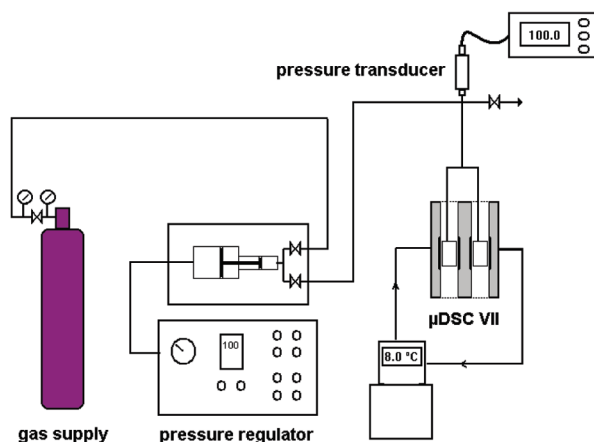 100.0
pressure transducer
µDSC VII
100
8.0 °C
gas supply
pressure regulator